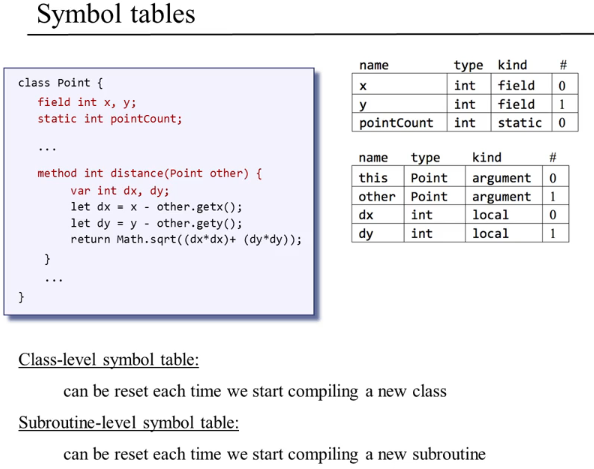 Symbol tables
class Point {
field int x, y;
static int pointCount;
...
method int distance(Point other) {
var int dx, dy;
let dx = x - other.getx();
let dy = y - other.gety();
return Math.sqrt((dx*dx)+ (dy*dy));
}
...
}
name type kind #
x int field 0
y int field 1
pointCount int static 0
name type kind #
this Point argument 0
other Point argument 1
dx int local 0
dy int local 1
Class-level symbol table:
can be reset each time we start compiling a new class
Subroutine-level symbol table:
can be reset each time we start compiling a new subroutine